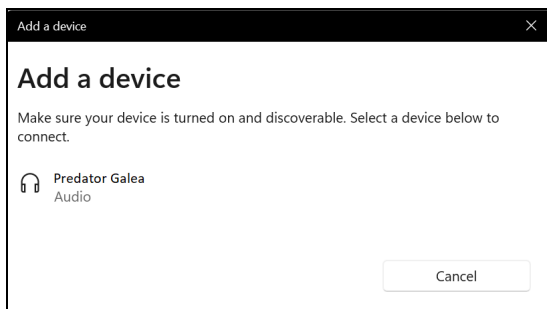 Add a device
Add a device
Make sure your device is turned on and discoverable. Select a device below to
connect.
Predator Galea
Audio
Cancel